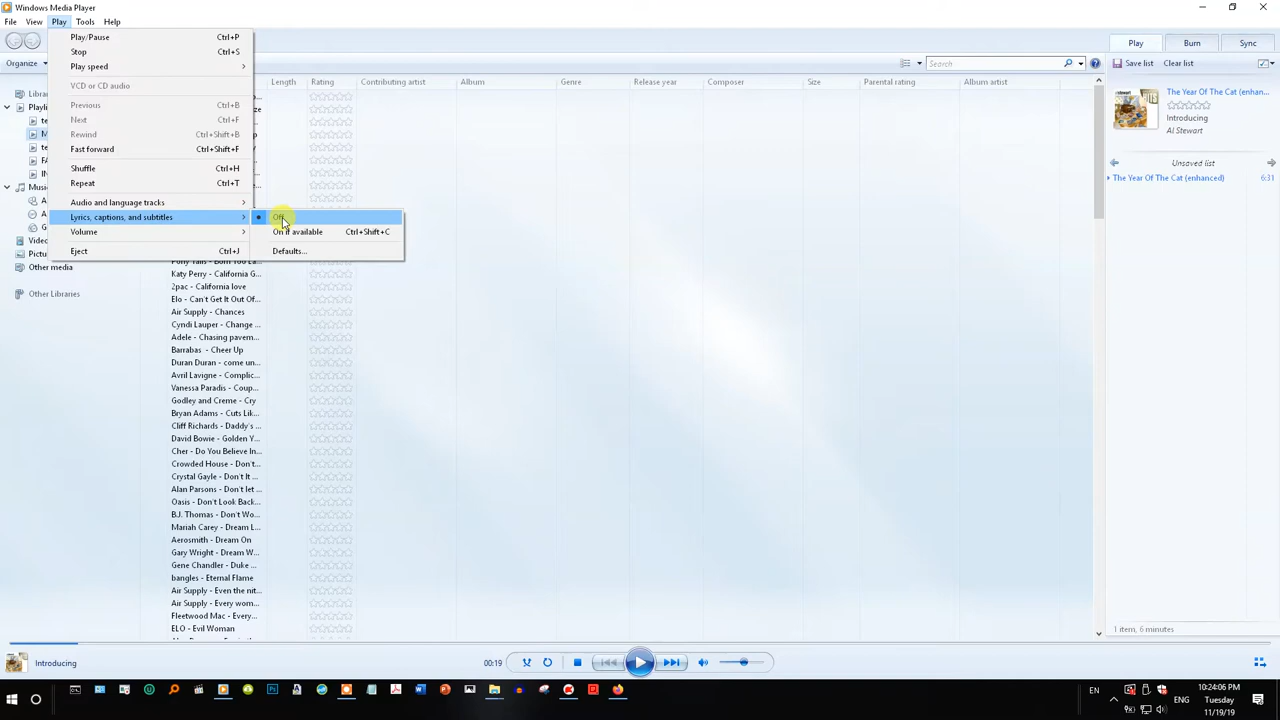 Windows Media Player
File View Play Tools Help
Play/Pause Ctrl+P
Stop Ctrl+S
Play speed
VCD or CD audio
Previous Ctrl+B
Next Ctrl+F
Rewind Ctrl+Shift+B
Fast forward Ctrl+Shift+F
Shuffle Ctrl+H
Repeat Ctrl+T
Audio and language tracks
Lyrics, captions, and subtitles
Volume
Eject Ctrl+J
On if available Ctrl+Shift+C
Defaults...
Play Burn Sync
Organize
Search
Save list Clear list
Length Rating Contributing artist Album Genre Release year Composer Size Parental rating Album artist
Other media
Other Libraries
Katy Perry - California G...
2pac - California love
Elo - Can't Get It Out Of...
Air Supply - Chances
Cyndi Lauper - Change ...
Adele - Chasing pavem...
Barrabas - Cheer Up
Duran Duran - come un...
Avril Lavigne - Complic...
Vanessa Paradis - Coup...
Godley and Creme - Cry
Bryan Adams - Cuts Lik...
Cliff Richards - Daddy's ...
David Bowie - Golden Y...
Cher - Do You Believe In...
Crowded House - Don't...
Crystal Gayle - Don't It ...
Alan Parsons - Don't let ...
Oasis - Don't Look Back...
B.J. Thomas - Don't Wo...
Mariah Carey - Dream L...
Aerosmith - Dream On
Gary Wright - Dream W...
Gene Chandler - Duke ...
bangles - Eternal Flame
Air Supply - Even the nit...
Air Supply - Every wom...
Fleetwood Mac - Every...
ELO - Evil Woman
The Year Of The Cat (enhan...
Introducing
Al Stewart
Unsaved list
The Year Of The Cat (enhanced) 6:31
1 item, 6 minutes
Introducing
00:19
EN
ENG
10:24:06 PM
Tuesday
11/19/19